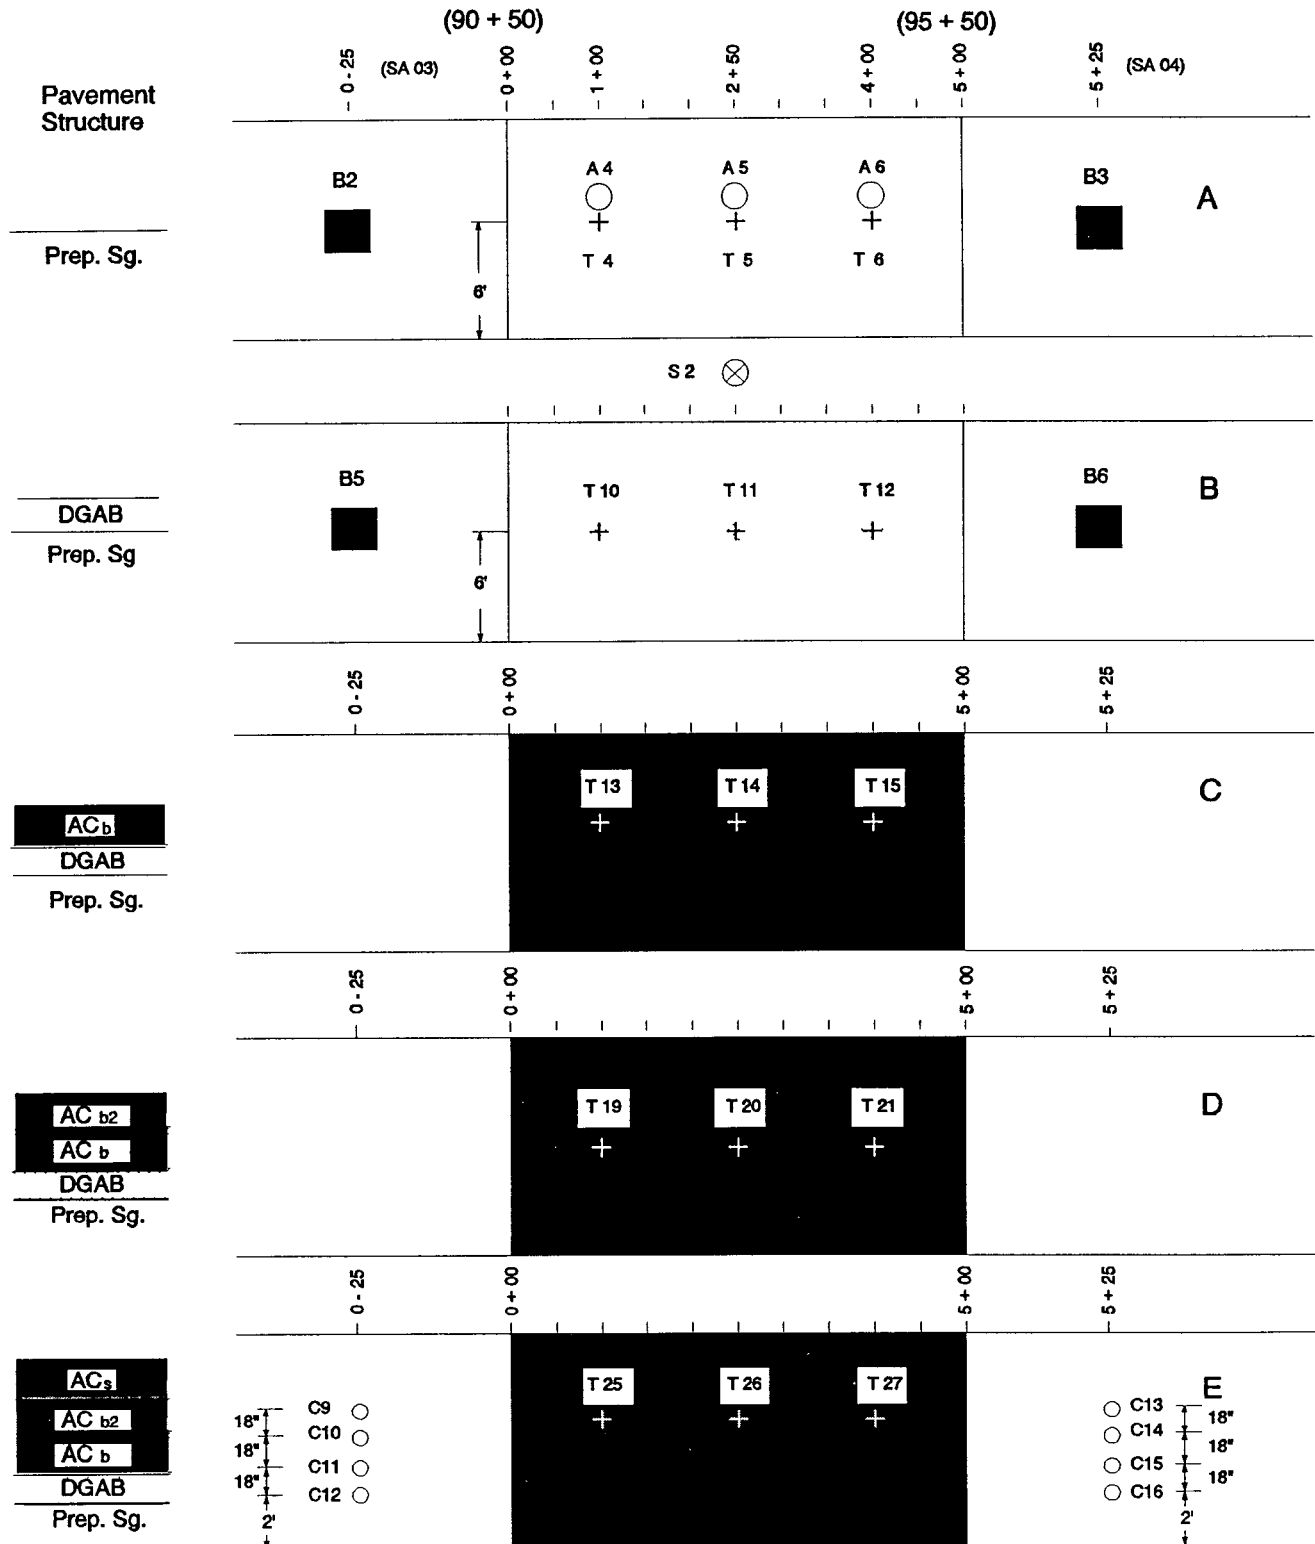 (90 + 50)
(95 + 50)
0 - 25
(SA 03)
0 + 00
1 + 00
2 + 50
4 + 00
5 + 00
5 + 25
(SA 04)
Pavement
Structure
B2
A 4
A 5
A 6
B3
A
Prep. Sg.
T 4
T 5
T 6
6'
S 2
B5
T 10
T 11
T 12
B6
B
DGAB
Prep. Sg
6'
0 - 25
0 + 00
5 + 00
5 + 25
T 13
T 14
T 15
C
ACb
DGAB
Prep. Sg.
0 - 25
0 + 00
5 + 00
5 + 25
T 19
T 20
T 21
D
AC b2
AC b
DGAB
Prep. Sg.
0 - 25
0 + 00
5 + 00
5 + 25
T 25
T 26
T 27
E
ACs
AC b2
AC b
DGAB
Prep. Sg.
C9
C10
C11
C12
18"
18"
18"
2'
C13
C14
C15
C16
18"
18"
18"
2'